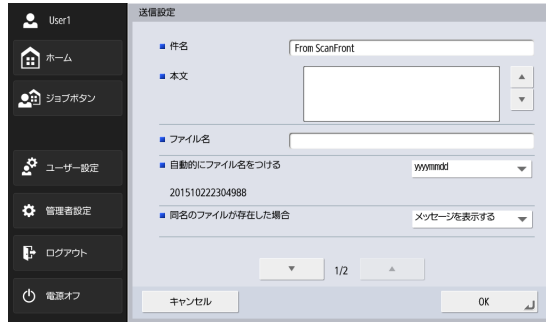 User1
ホーム
ジョブボタン
ユーザー設定
管理者設定
ログアウト
電源オフ
送信設定
件名 From ScanFront
本文
ファイル名
自動的にファイル名をつける yyyymmdd
201510222304988
同名のファイルが存在した場合 メッセージを表示する
1/2
キャンセル OK